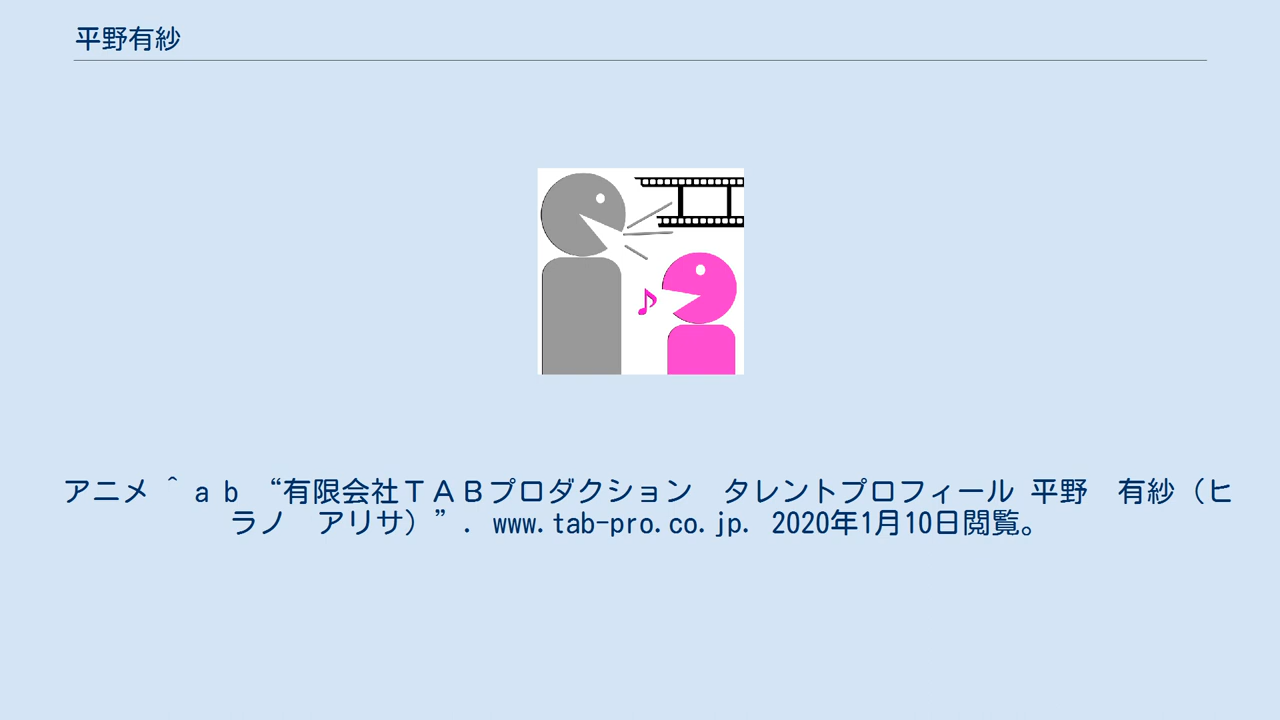 平野有紗
アニメ ^ a b “有限会社ＴＡＢプロダクション　タレントプロフィール 平野　有紗（ヒ
ラノ　アリサ）”. www.tab-pro.co.jp. 2020年1月10日閲覧。